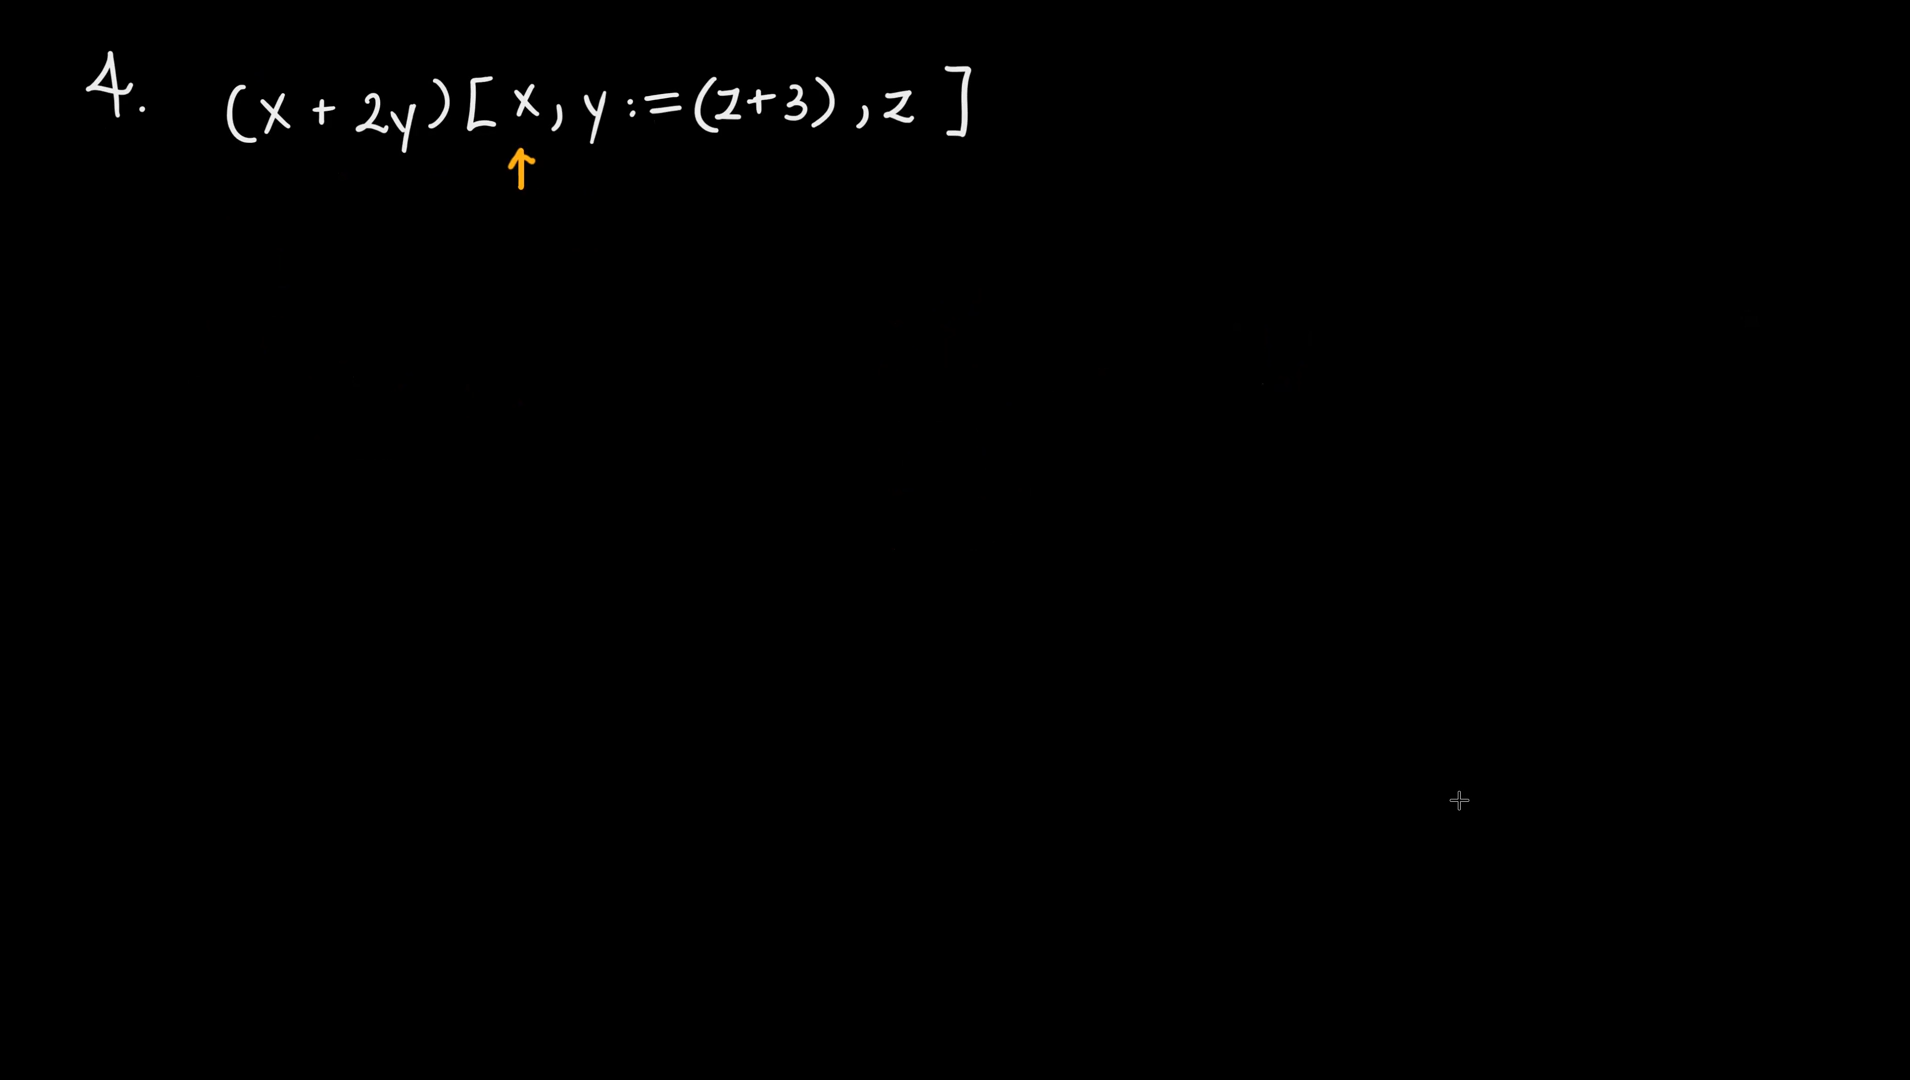 4. (x + 2y)[x, y := (z+3), z]